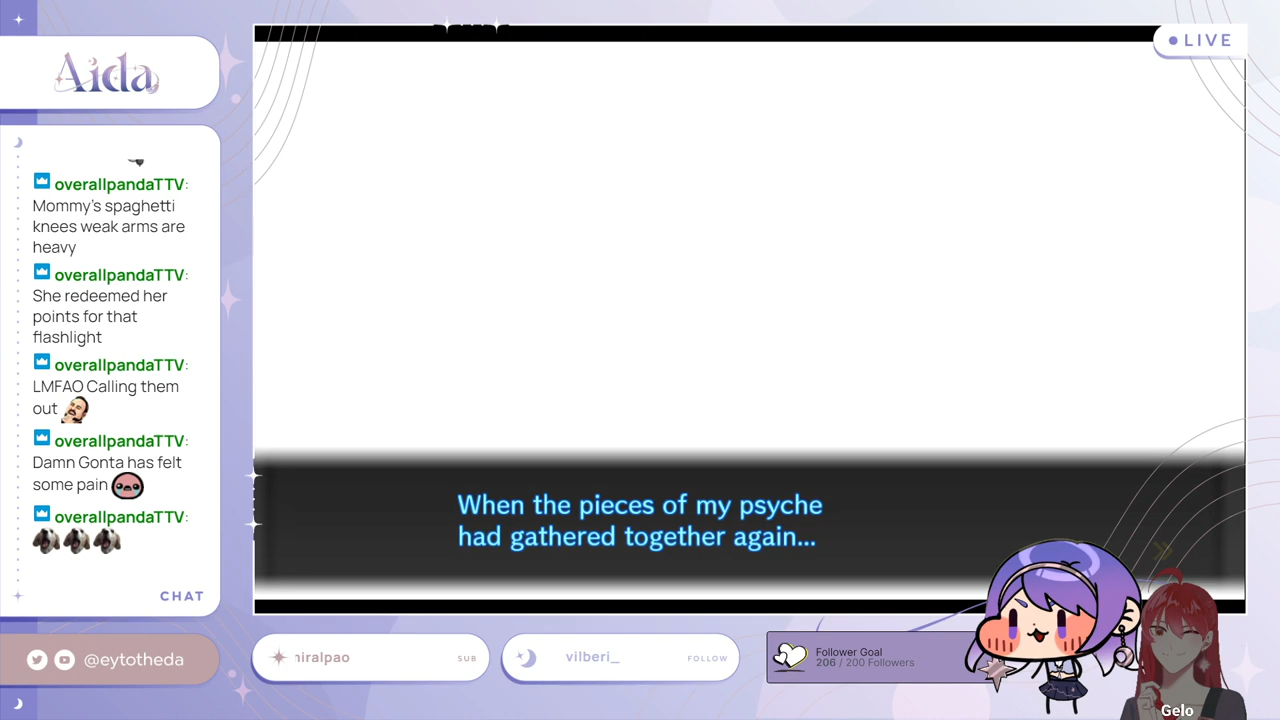 Aida
LIVE
overallpandaTTV:
Mommy's spaghetti
knees weak arms are
heavy
overallpandaTTV:
She redeemed her
points for that
flashlight
overallpandaTTV:
LMFAO Calling them
out
overallpandaTTV:
Damn Gonta has felt
some pain
overallpandaTTV:
CHAT
When the pieces of my psyche
had gathered together again...
@eytotheda
niralpao
SUB
vilberi_
FOLLOW
Follower Goal
206 / 200 Followers
Gelo